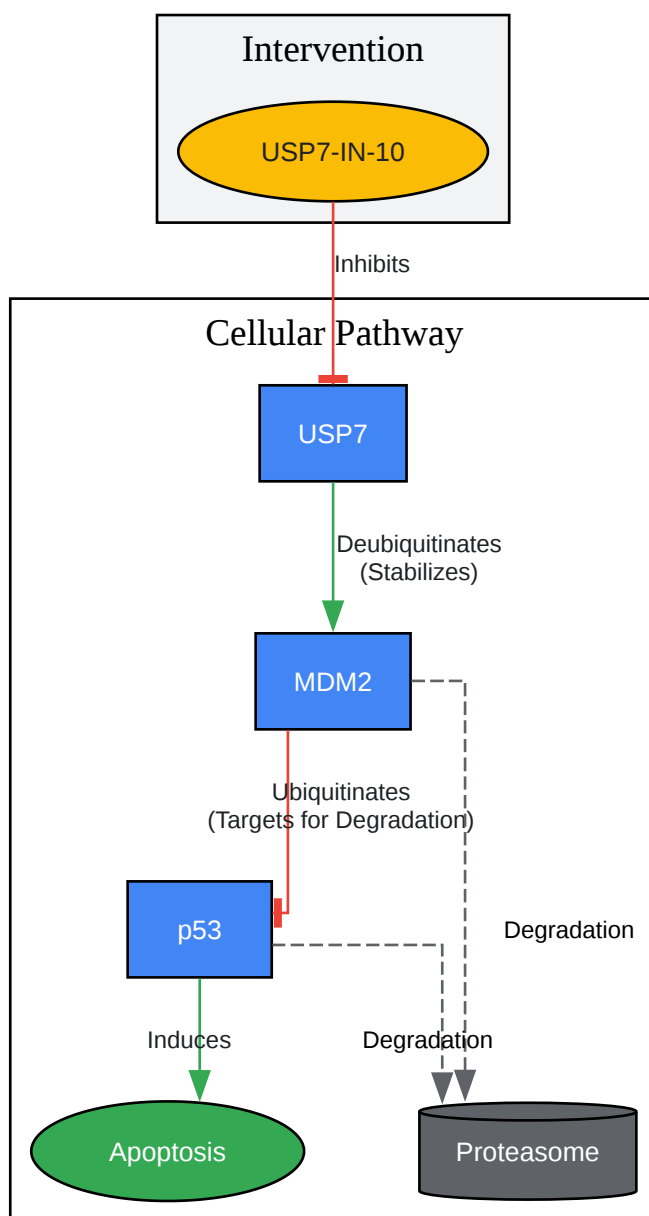 Intervention
USP7-IN-10
Inhibits
Cellular Pathway
USP7
Deubiquitinates
(Stabilizes)
MDM2
Ubiquitinates
(Targets for Degradation)
p53
Degradation
Induces
Degradation
Apoptosis
Proteasome